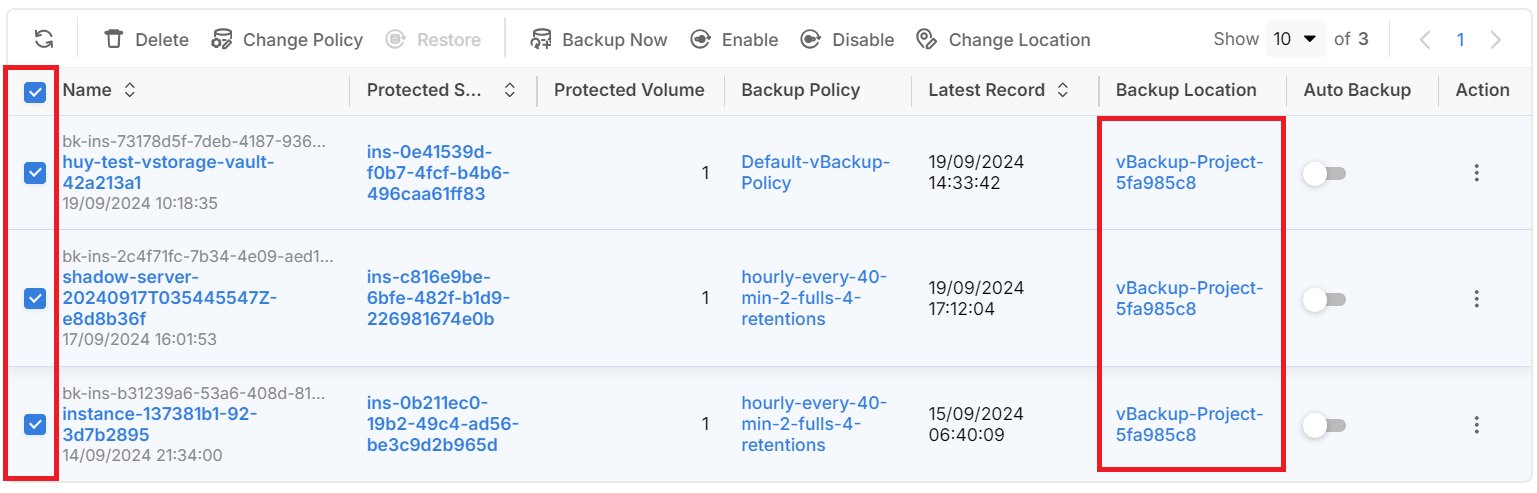 Delete Change Policy Restore Backup Now Enable Disable Change Location Show 10 of 3 1
Name Protected S... Protected Volume Backup Policy Latest Record Backup Location Auto Backup Action
bk-ins-73178d5f-7deb-4187-936...
huy-test-vstorage-vault-
42a213a1
19/09/2024 10:18:35
ins-0e41539d-
f0b7-4fcf-b4b6-
496caa61ff83
1
Default-vBackup-
Policy
19/09/2024
14:33:42
vBackup-Project-
5fa985c8
bk-ins-2c4f71fc-7b34-4e09-aed1...
shadow-server-
20240917T035445547Z-
e8d8b36f
17/09/2024 16:01:53
ins-c816e9be-
6bfe-482f-b1d9-
226981674e0b
1
hourly-every-40-
min-2-fulls-4-
retentions
19/09/2024
17:12:04
vBackup-Project-
5fa985c8
bk-ins-b31239a6-53a6-408d-81...
instance-137381b1-92-
3d7b2895
14/09/2024 21:34:00
ins-0b211ec0-
19b2-49c4-ad56-
be3c9d2b965d
1
hourly-every-40-
min-2-fulls-4-
retentions
15/09/2024
06:40:09
vBackup-Project-
5fa985c8